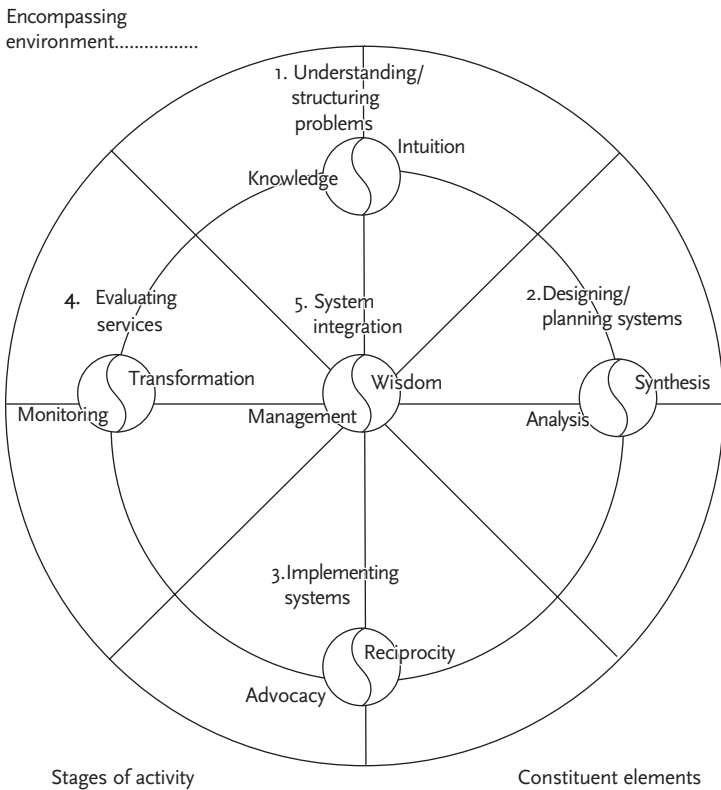 Encompassing
environment.................
1. Understanding/
structuring
problems
Intuition
Knowledge
4. Evaluating
services
5. System
integration
2.Designing/
planning systems
Transformation
Monitoring
Wisdom
Management
Synthesis
Analysis
3.Implementing
systems
Reciprocity
Advocacy
Stages of activity
Constituent elements